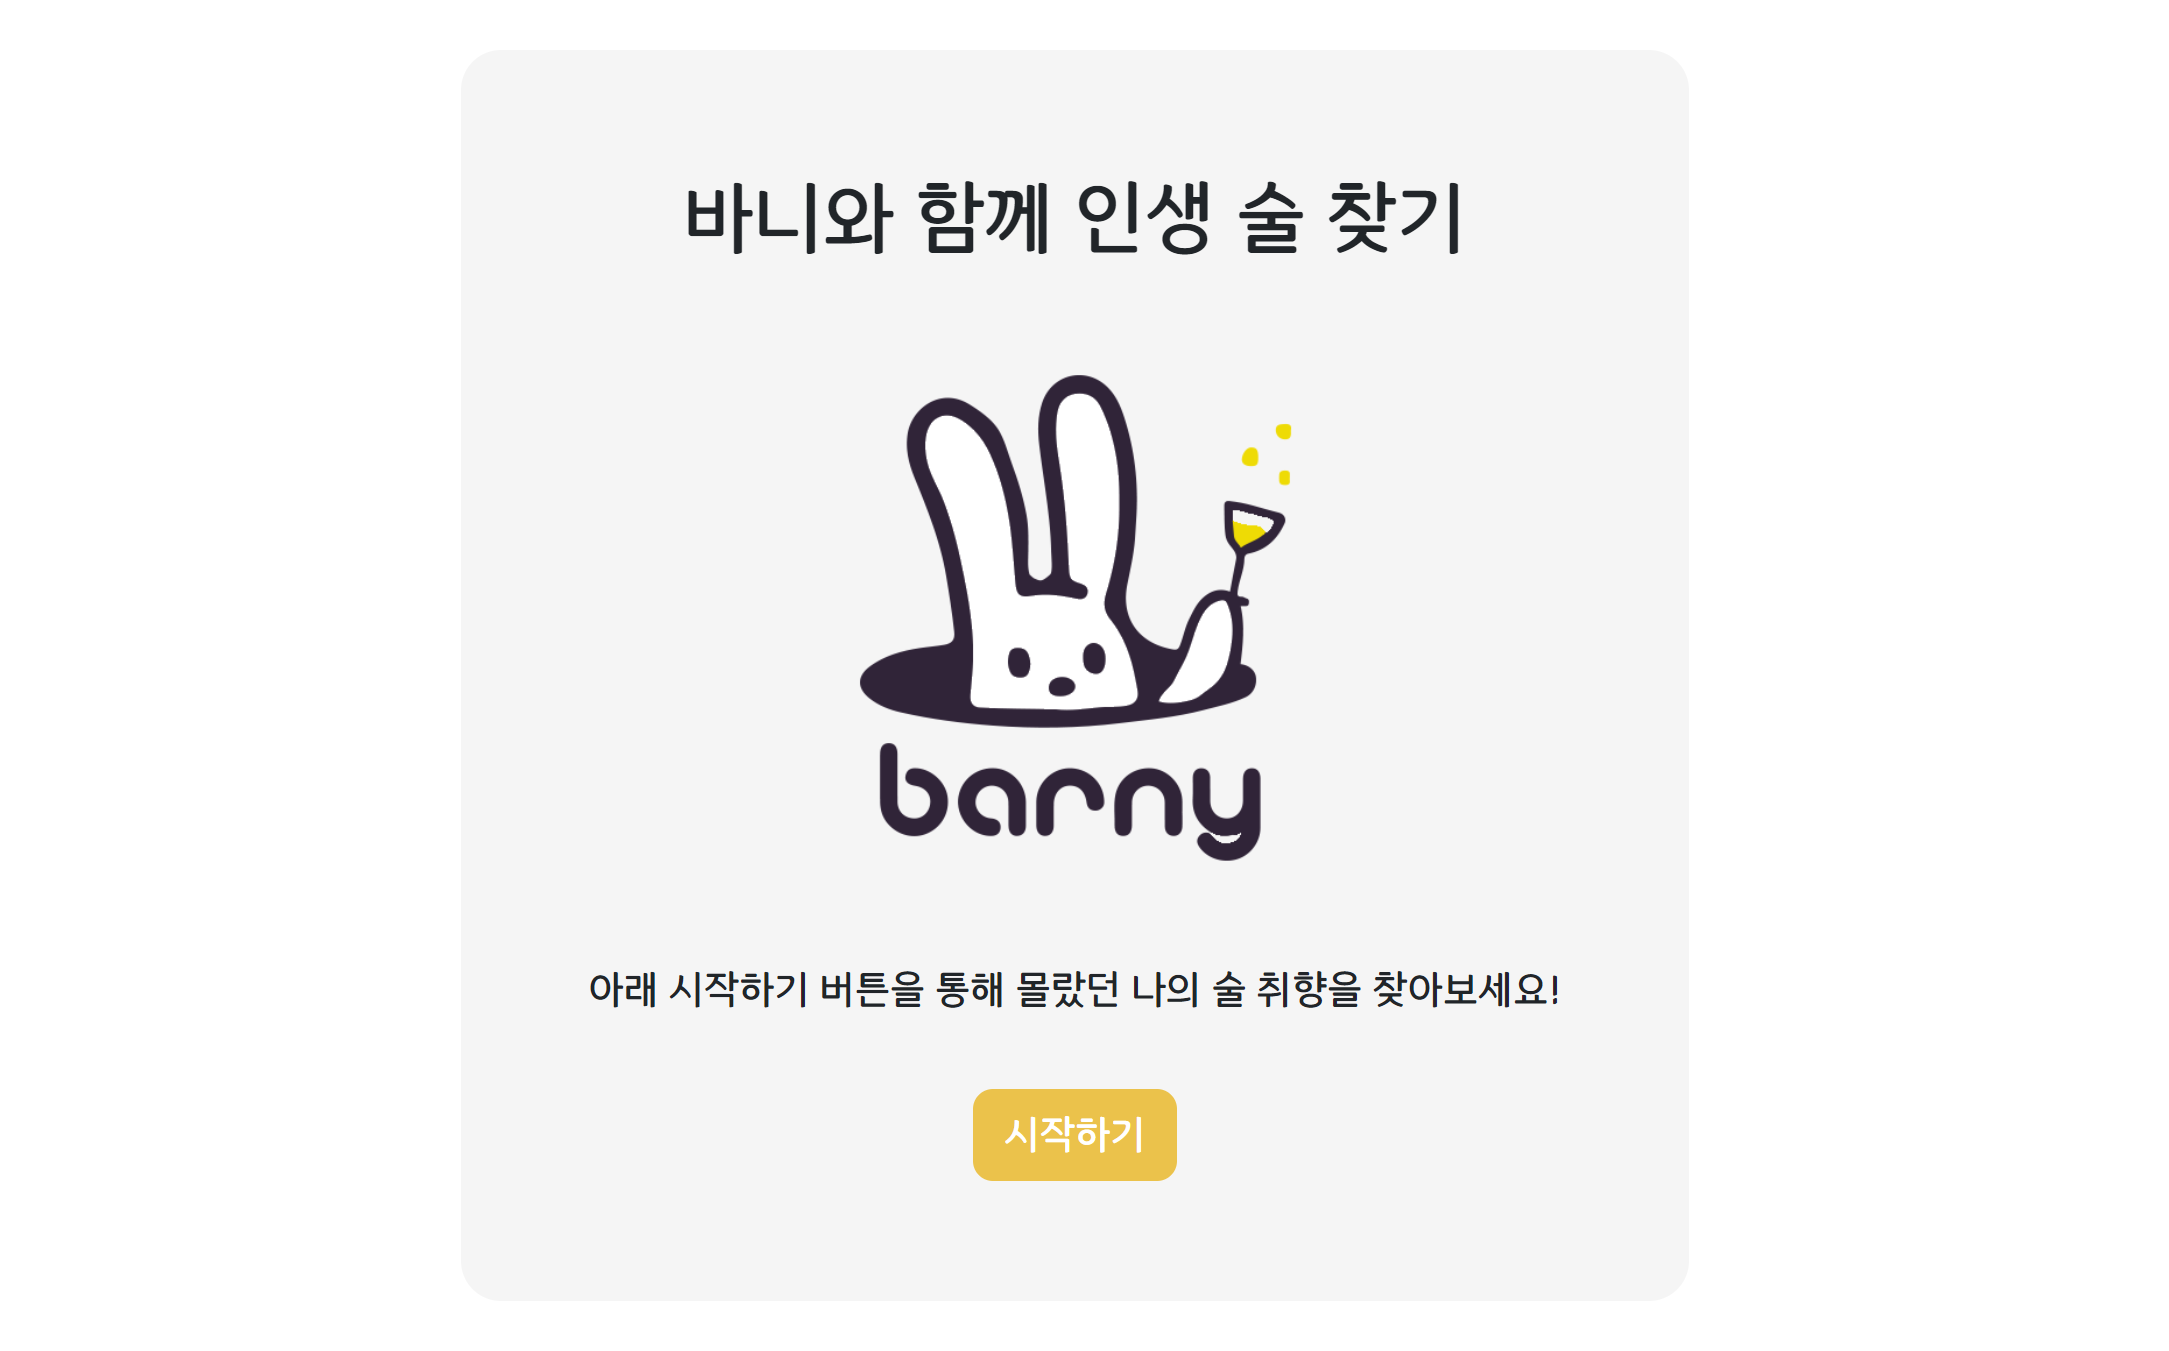 바니와 함께 인생 술 찾기
barny
아래 시작하기 버튼을 통해 몰랐던 나의 술 취향을 찾아보세요!
시작하기